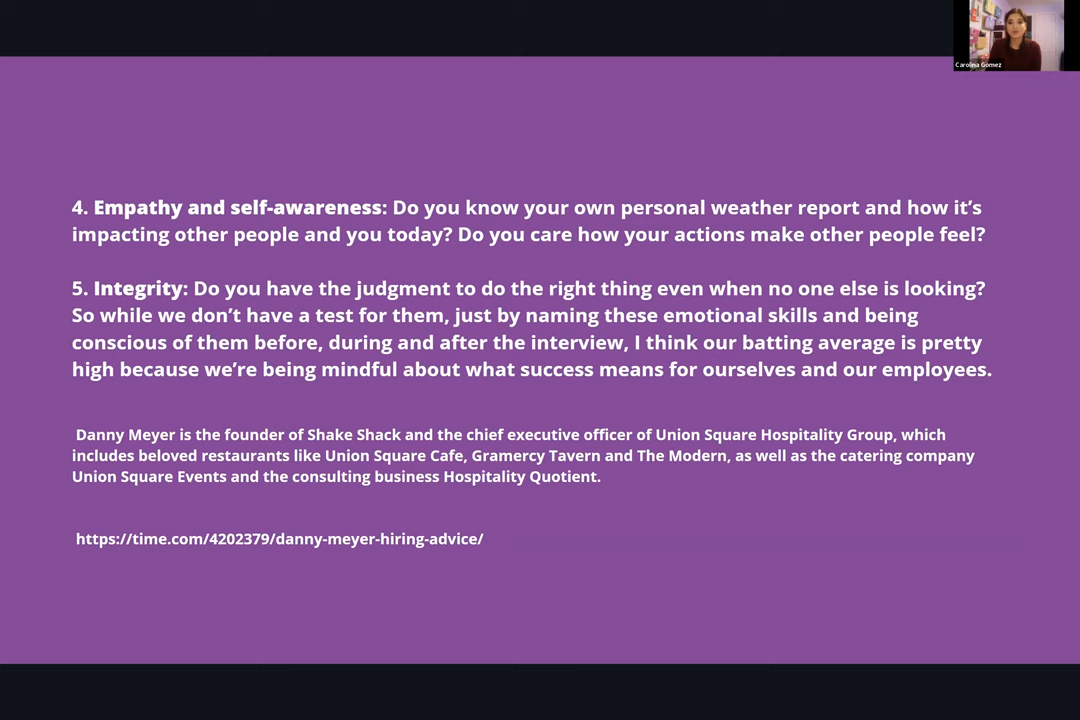 Carolina Gomez
4. Empathy and self-awareness: Do you know your own personal weather report and how it’s
impacting other people and you today? Do you care how your actions make other people feel?
5. Integrity: Do you have the judgment to do the right thing even when no one else is looking?
So while we don’t have a test for them, just by naming these emotional skills and being
conscious of them before, during and after the interview, I think our batting average is pretty
high because we’re being mindful about what success means for ourselves and our employees.
Danny Meyer is the founder of Shake Shack and the chief executive officer of Union Square Hospitality Group, which
includes beloved restaurants like Union Square Cafe, Gramercy Tavern and The Modern, as well as the catering company
Union Square Events and the consulting business Hospitality Quotient.
https://time.com/4202379/danny-meyer-hiring-advice/